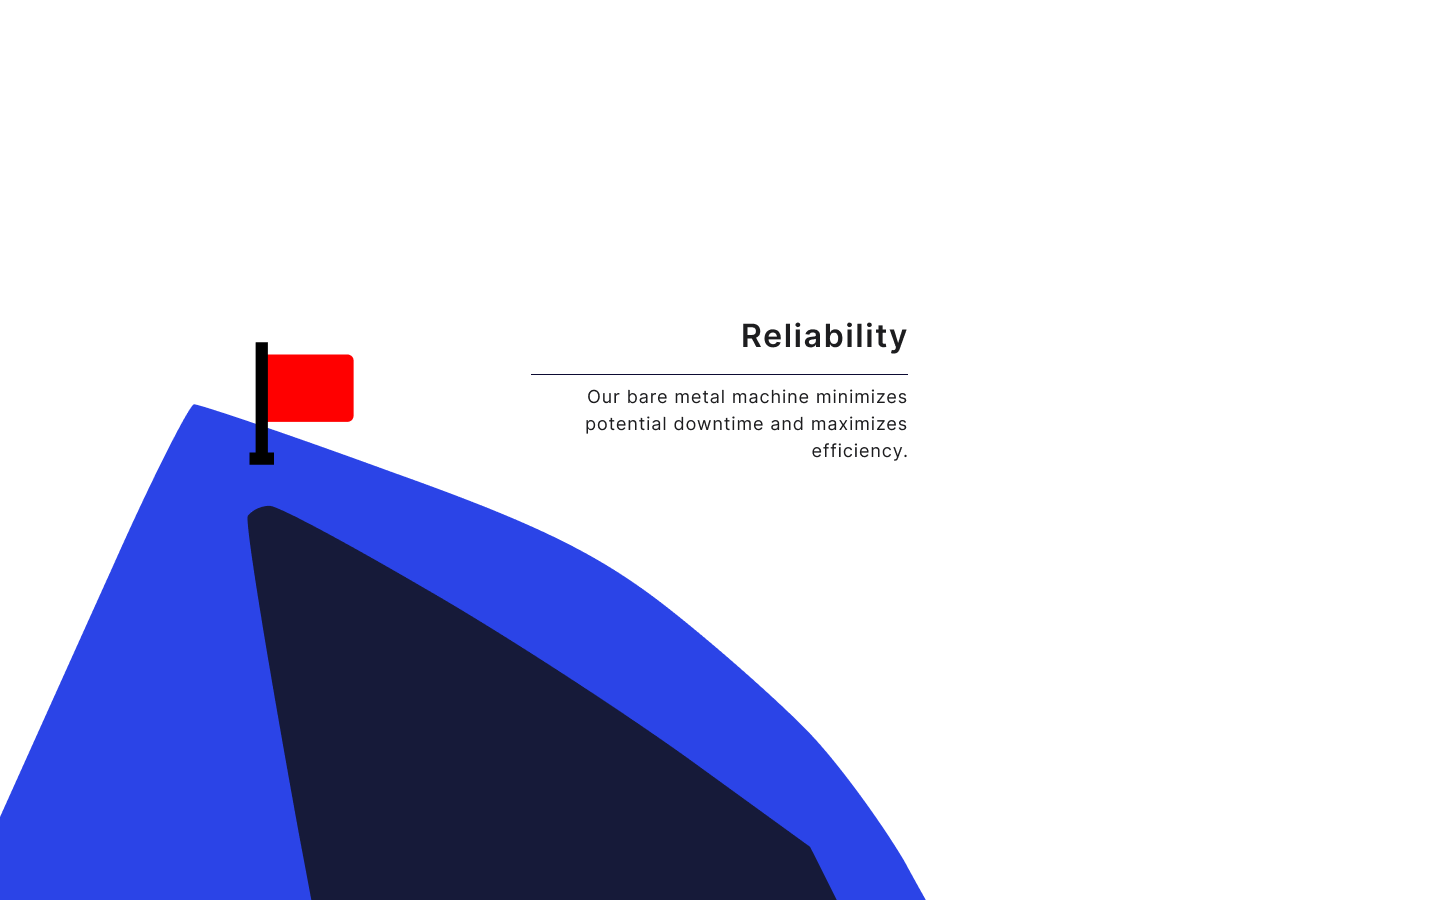 Reliability
Our bare metal machine minimizes
potential downtime and maximizes
efficiency.